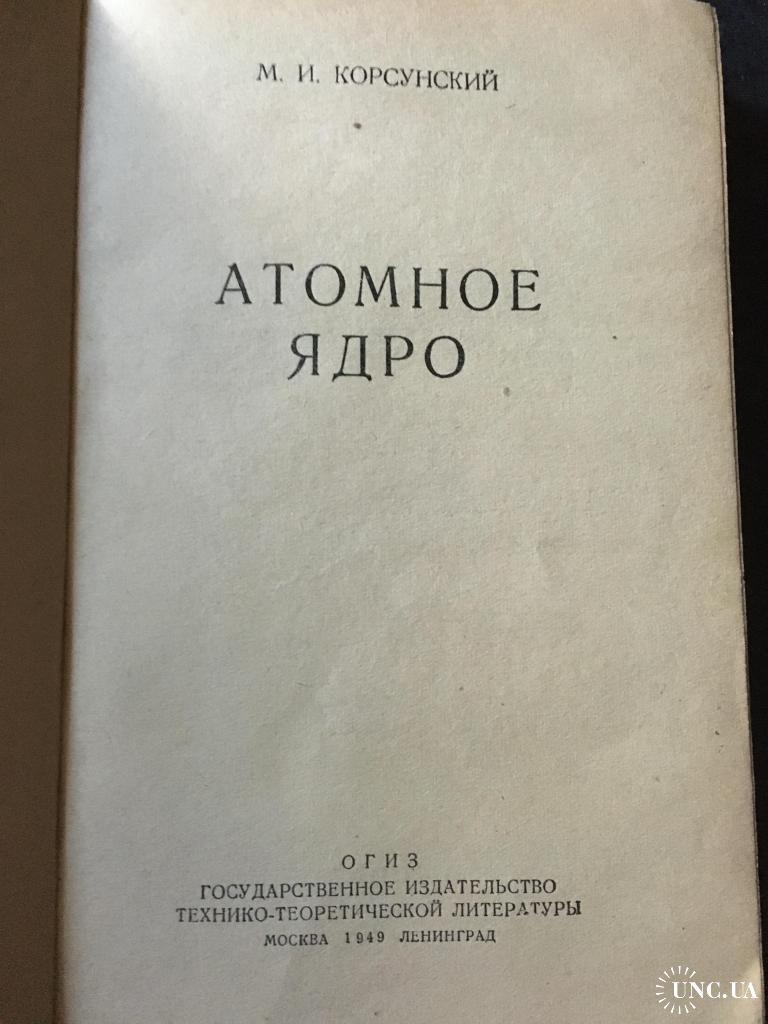 М. И. КОРСУНСКИЙ
АТОМНОЕ
ЯДРО
ОГИЗ
ГОСУДАРСТВЕННОЕ ИЗДАТЕЛЬСТВО
ТЕХНИКО-ТЕОРЕТИЧЕСКОЙ ЛИТЕРАТУРЫ
МОСКВА 1949 ЛЕНИНГРАД
UNC.UA